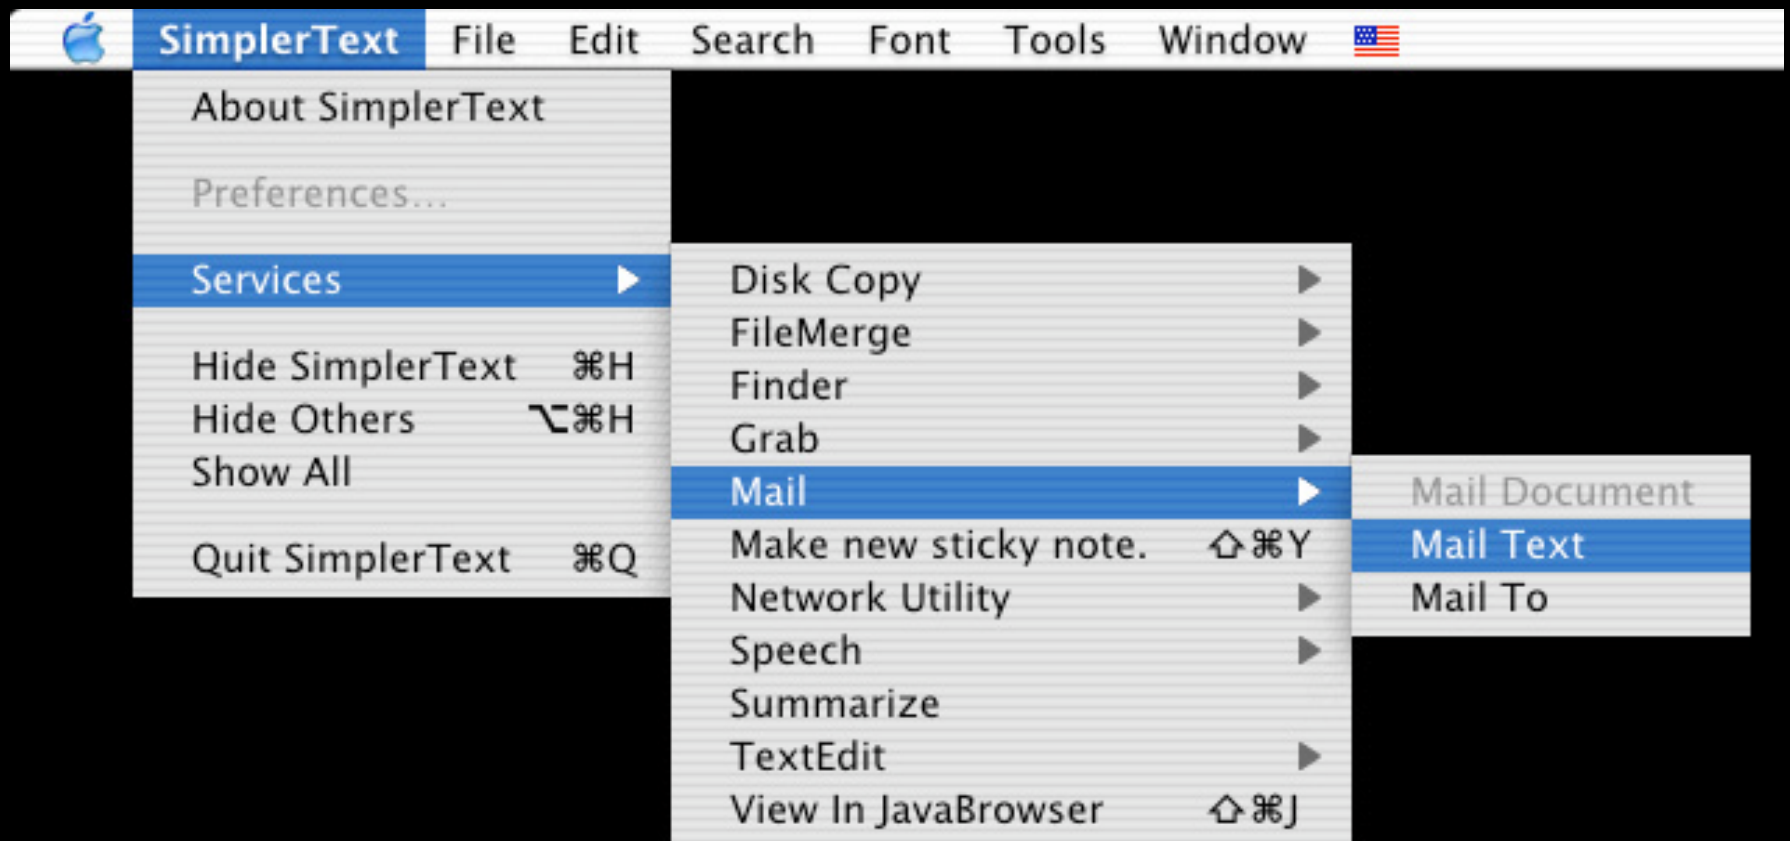 SimplerText File Edit Search Font Tools Window
About SimplerText
Preferences...
Services
Hide SimplerText ⌘H
Hide Others ⌥⌘H
Show All
Quit SimplerText ⌘Q
Disk Copy
FileMerge
Finder
Grab
Mail
Make new sticky note. ⇧⌘Y
Network Utility
Speech
Summarize
TextEdit
View In JavaBrowser ⇧⌘J
Mail Document
Mail Text
Mail To